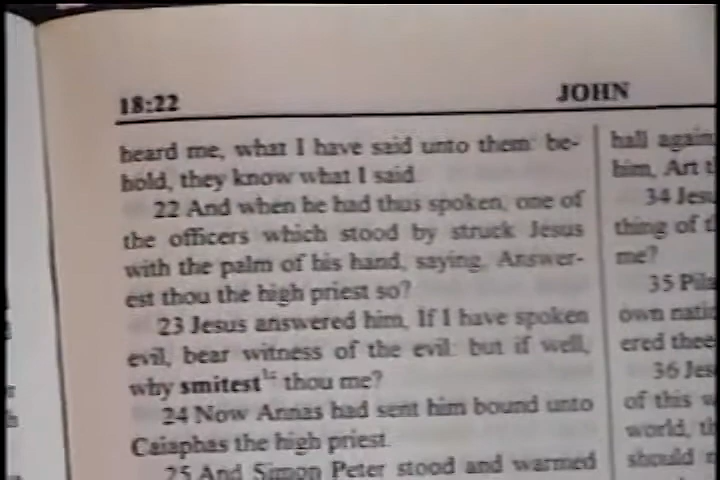 18:22
JOHN
heard me, what I have said unto them: be-
hold, they know what I said.
22 And when he had thus spoken, one of
the officers which stood by struck Jesus
with the palm of his hand, saying, Answer-
est thou the high priest so?
23 Jesus answered him, If I have spoken
evil, bear witness of the evil: but if well,
why smitest thou me?
24 Now Annas had sent him bound unto
Caiaphas the high priest.
25 And Simon Peter stood and warmed
hall again
him, Art
34
thing of
me?
35
own
ered thee
36
of this
world,
should